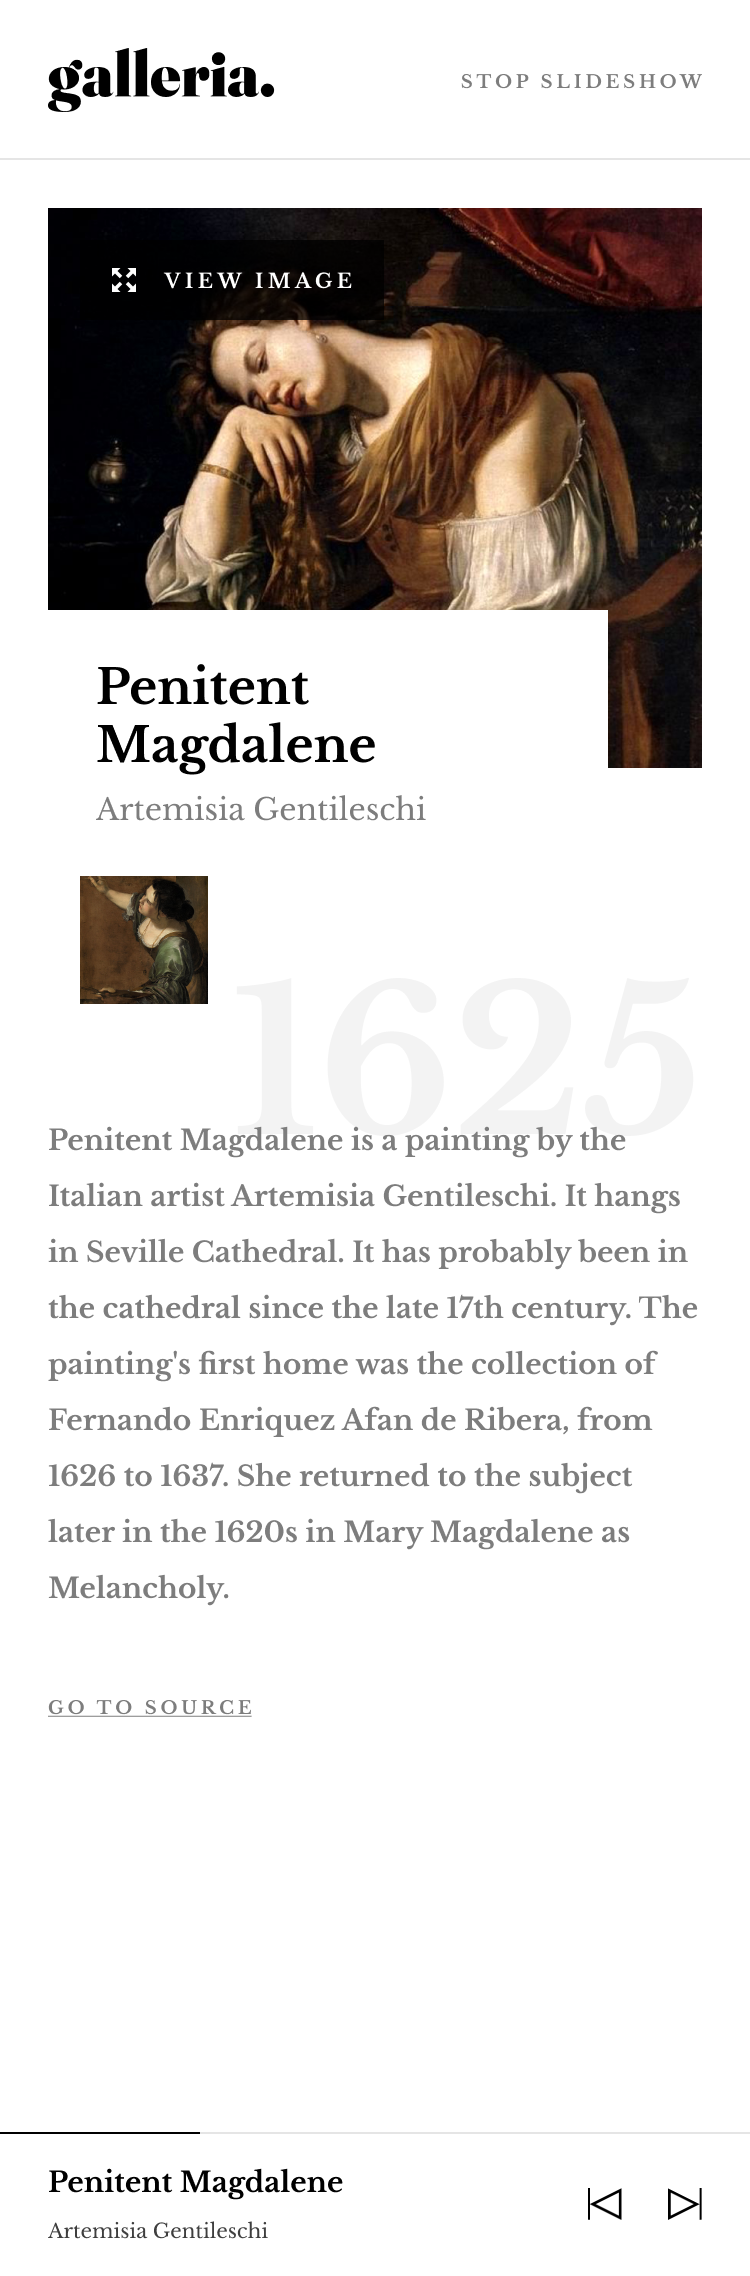 galleria.
STOP SLIDESHOW
VIEW IMAGE
Penitent
Magdalene
Artemisia Gentileschi
1625
Penitent Magdalene is a painting by the
Italian artist Artemisia Gentileschi. It hangs
in Seville Cathedral. It has probably been in
the cathedral since the late 17th century. The
painting's first home was the collection of
Fernando Enriquez Afan de Ribera, from
1626 to 1637. She returned to the subject
later in the 1620s in Mary Magdalene as
Melancholy.
GO TO SOURCE
Penitent Magdalene
Artemisia Gentileschi